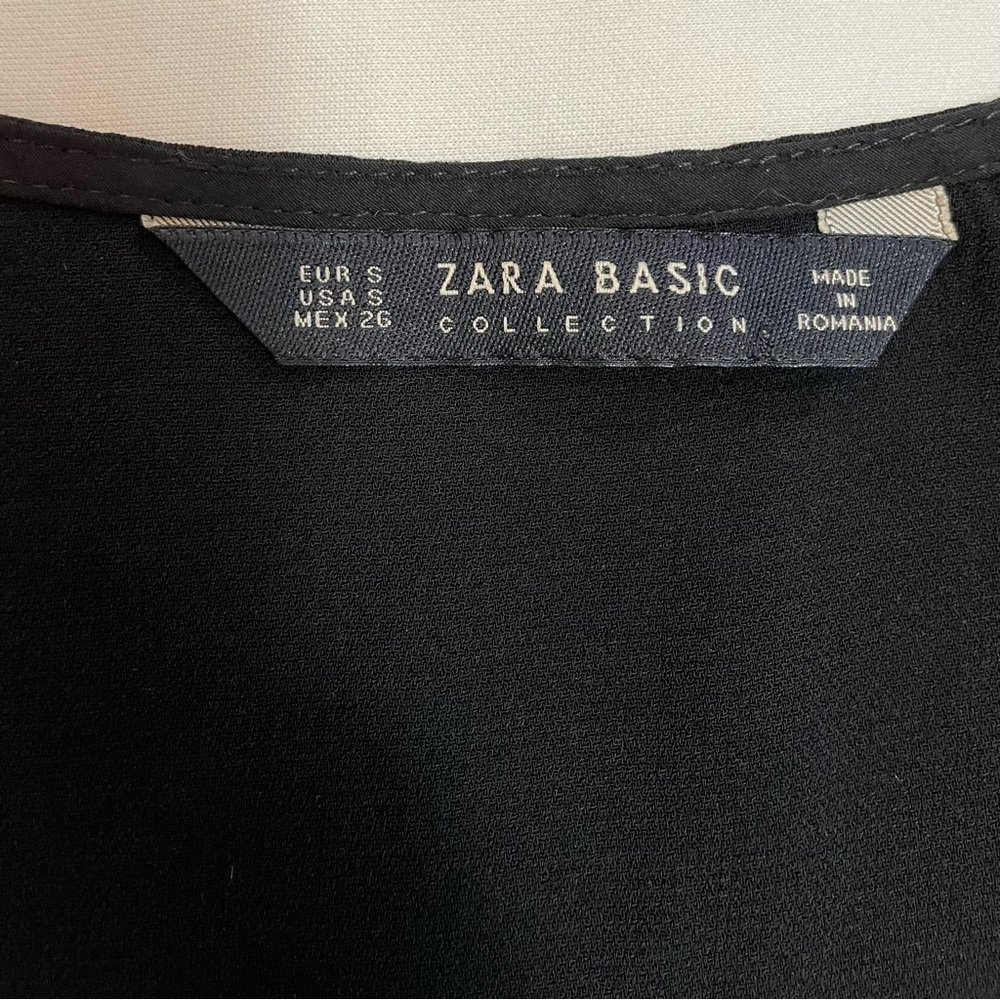 EUR S
USA S
MEX 26
ZARA BASIC
COLLECTION
MADE
IN
ROMANIA